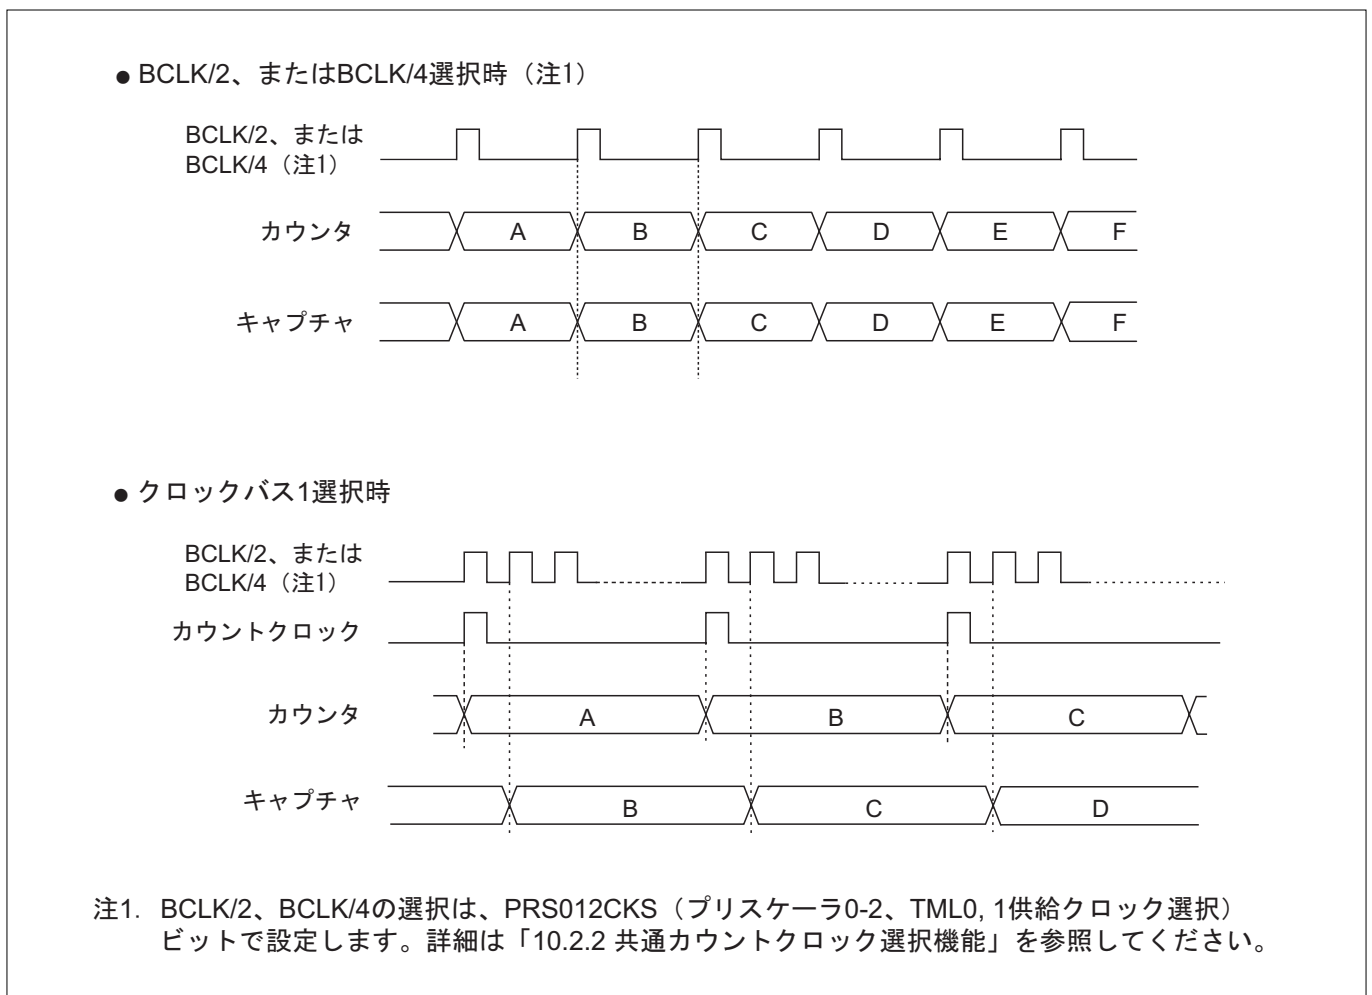 ● BCLK/2、またはBCLK/4選択時（注1）
BCLK/2、または
BCLK/4（注1）
カウンタ
A B C D E F
キャプチャ
A B C D E F
● クロックバス1選択時
BCLK/2、または
BCLK/4（注1）
カウントクロック
カウンタ
A B C
キャプチャ
B C D
注1. BCLK/2、BCLK/4の選択は、PRS012CKS（プリスケーラ0-2、TML0, 1供給クロック選択）
ビットで設定します。詳細は「10.2.2 共通カウントクロック選択機能」を参照してください。